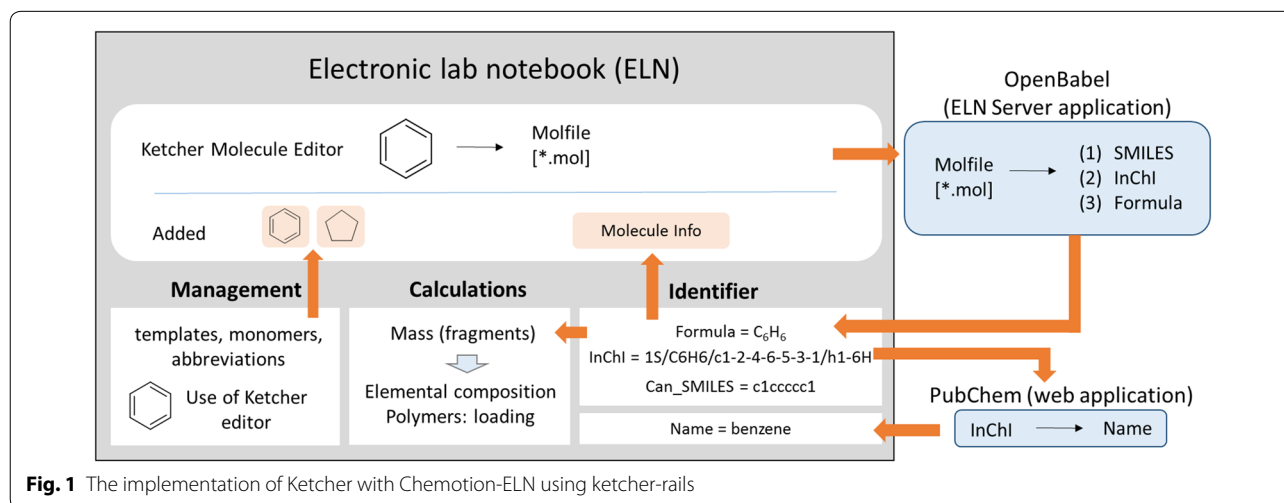 Electronic lab notebook (ELN)
Ketcher Molecule Editor
Molfile
[*.mol]
Added
Molecule Info
OpenBabel
(ELN Server application)
Molfile
[*.mol]
(1) SMILES
(2) InChI
(3) Formula
Management
templates, monomers,
abbreviations
Use of Ketcher
editor
Calculations
Mass (fragments)
Elemental composition
Polymers: loading
Identifier
Formula = C₆H₆
InChI = 1S/C6H6/c1-2-4-6-5-3-1/h1-6H
Can_SMILES = c1ccccc1
Name = benzene
PubChem (web application)
InChI
Name
Fig. 1 The implementation of Ketcher with Chemotion-ELN using ketcher-rails